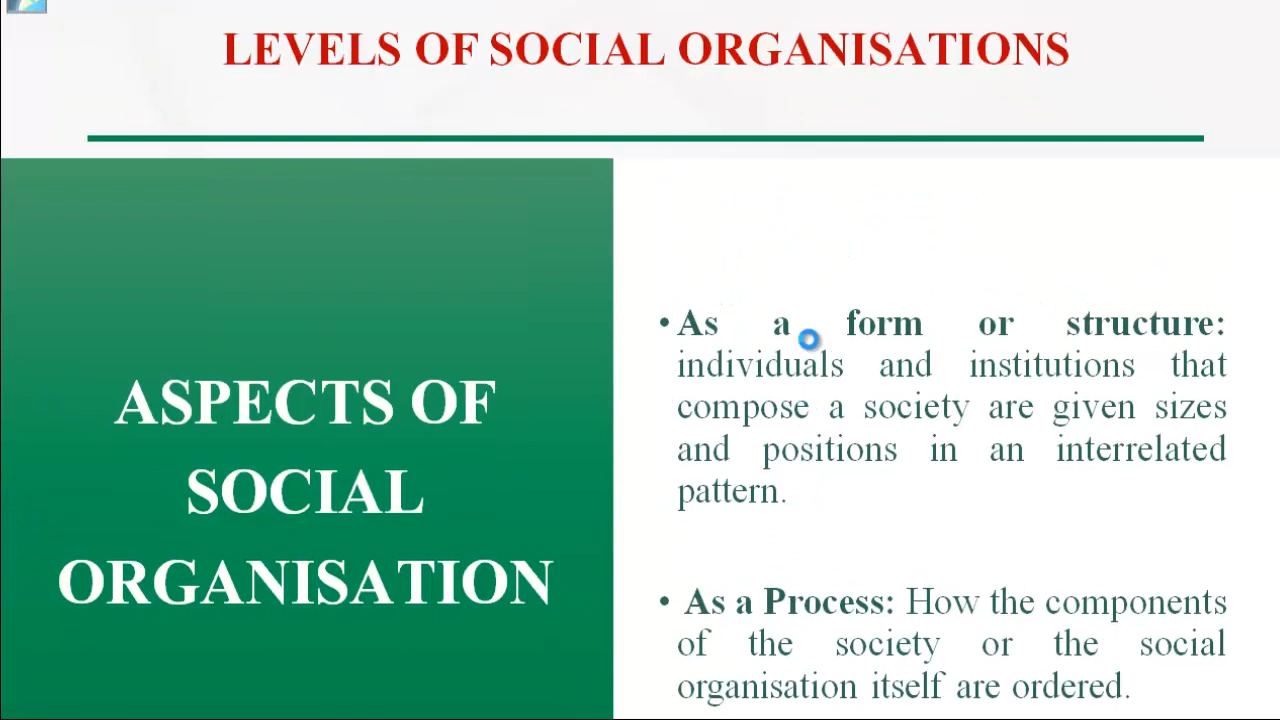 LEVELS OF SOCIAL ORGANISATIONS
ASPECTS OF
SOCIAL
ORGANISATION
• As a form or structure:
individuals and institutions that
compose a society are given sizes
and positions in an interrelated
pattern.
• As a Process: How the components
of the society or the social
organisation itself are ordered.